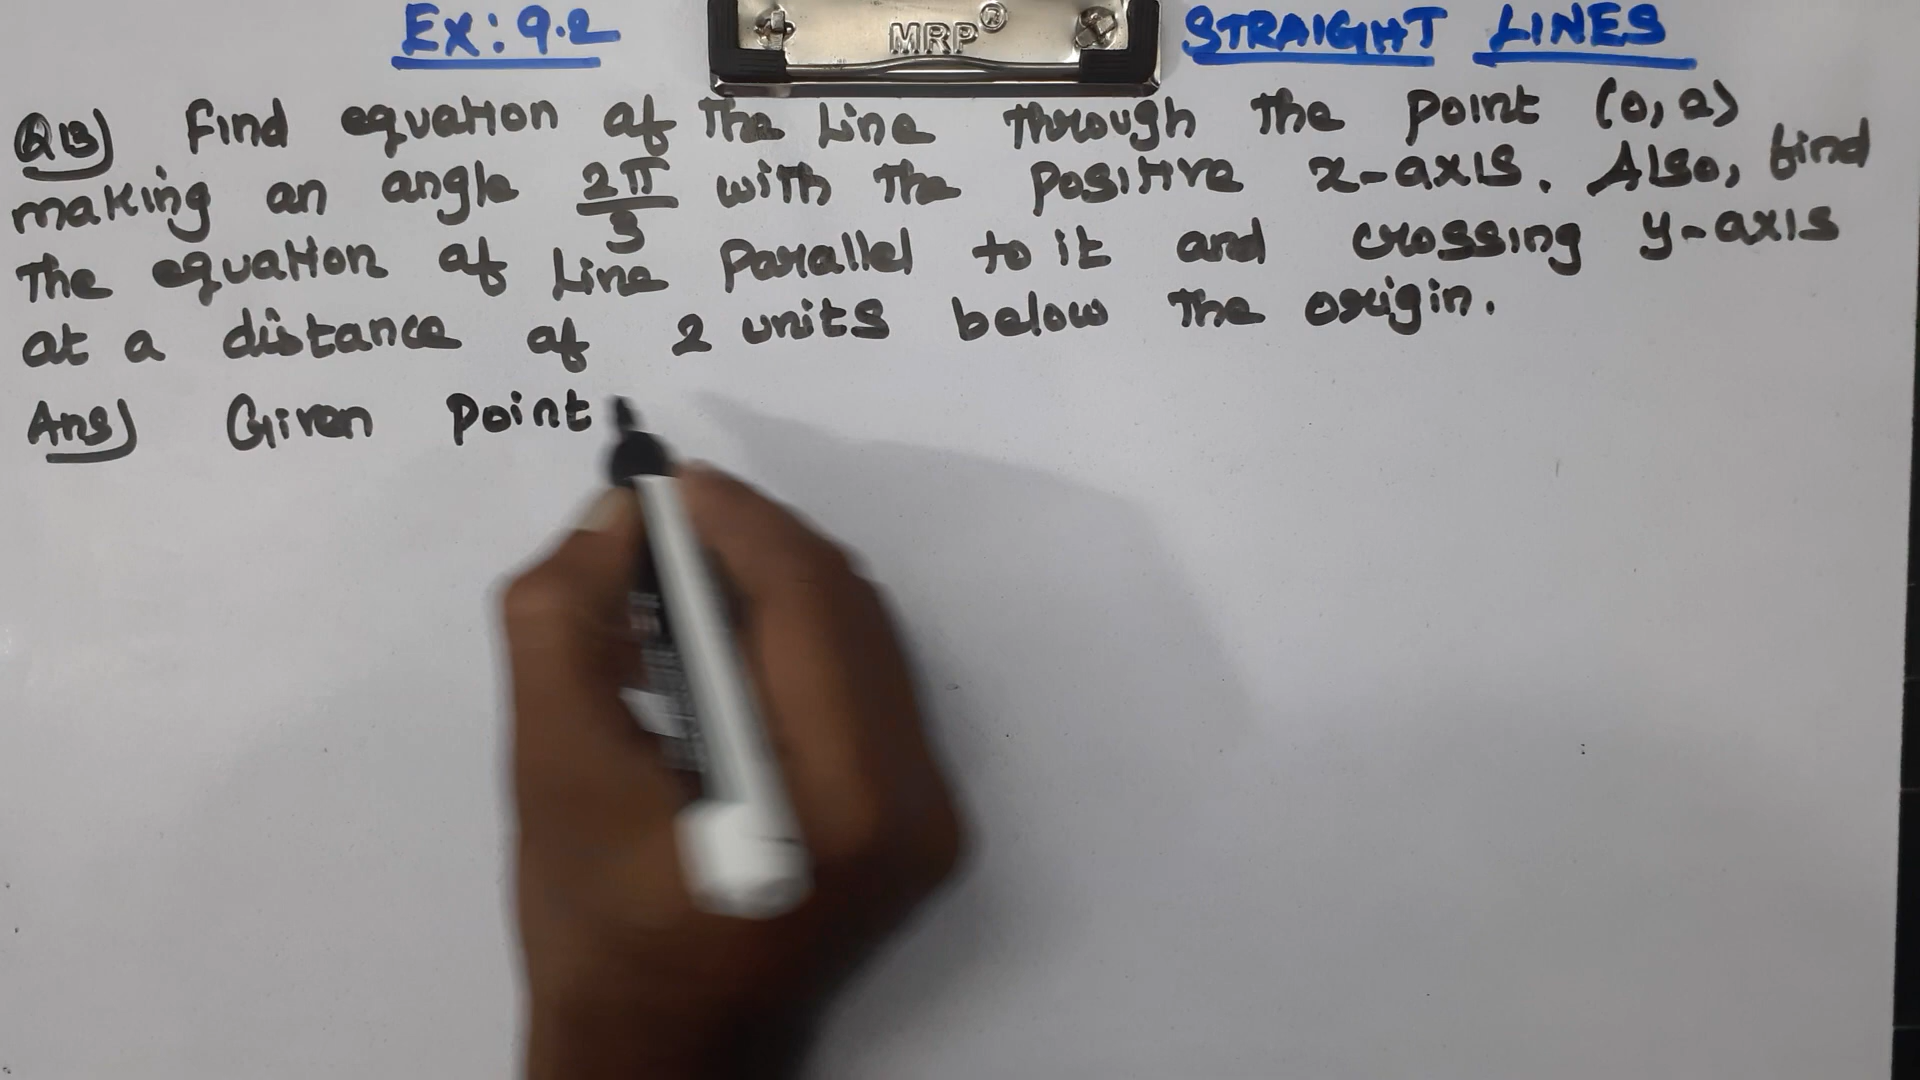 EX: 9.2 MRP® STRAIGHT LINES
Q13) Find equation of the Line through the point (0, 2)
making an angle 2π/3 with the positive x-axis. Also, find
the equation of Line parallel to it and crossing y-axis
at a distance of 2 units below the origin.
Ans) Given point